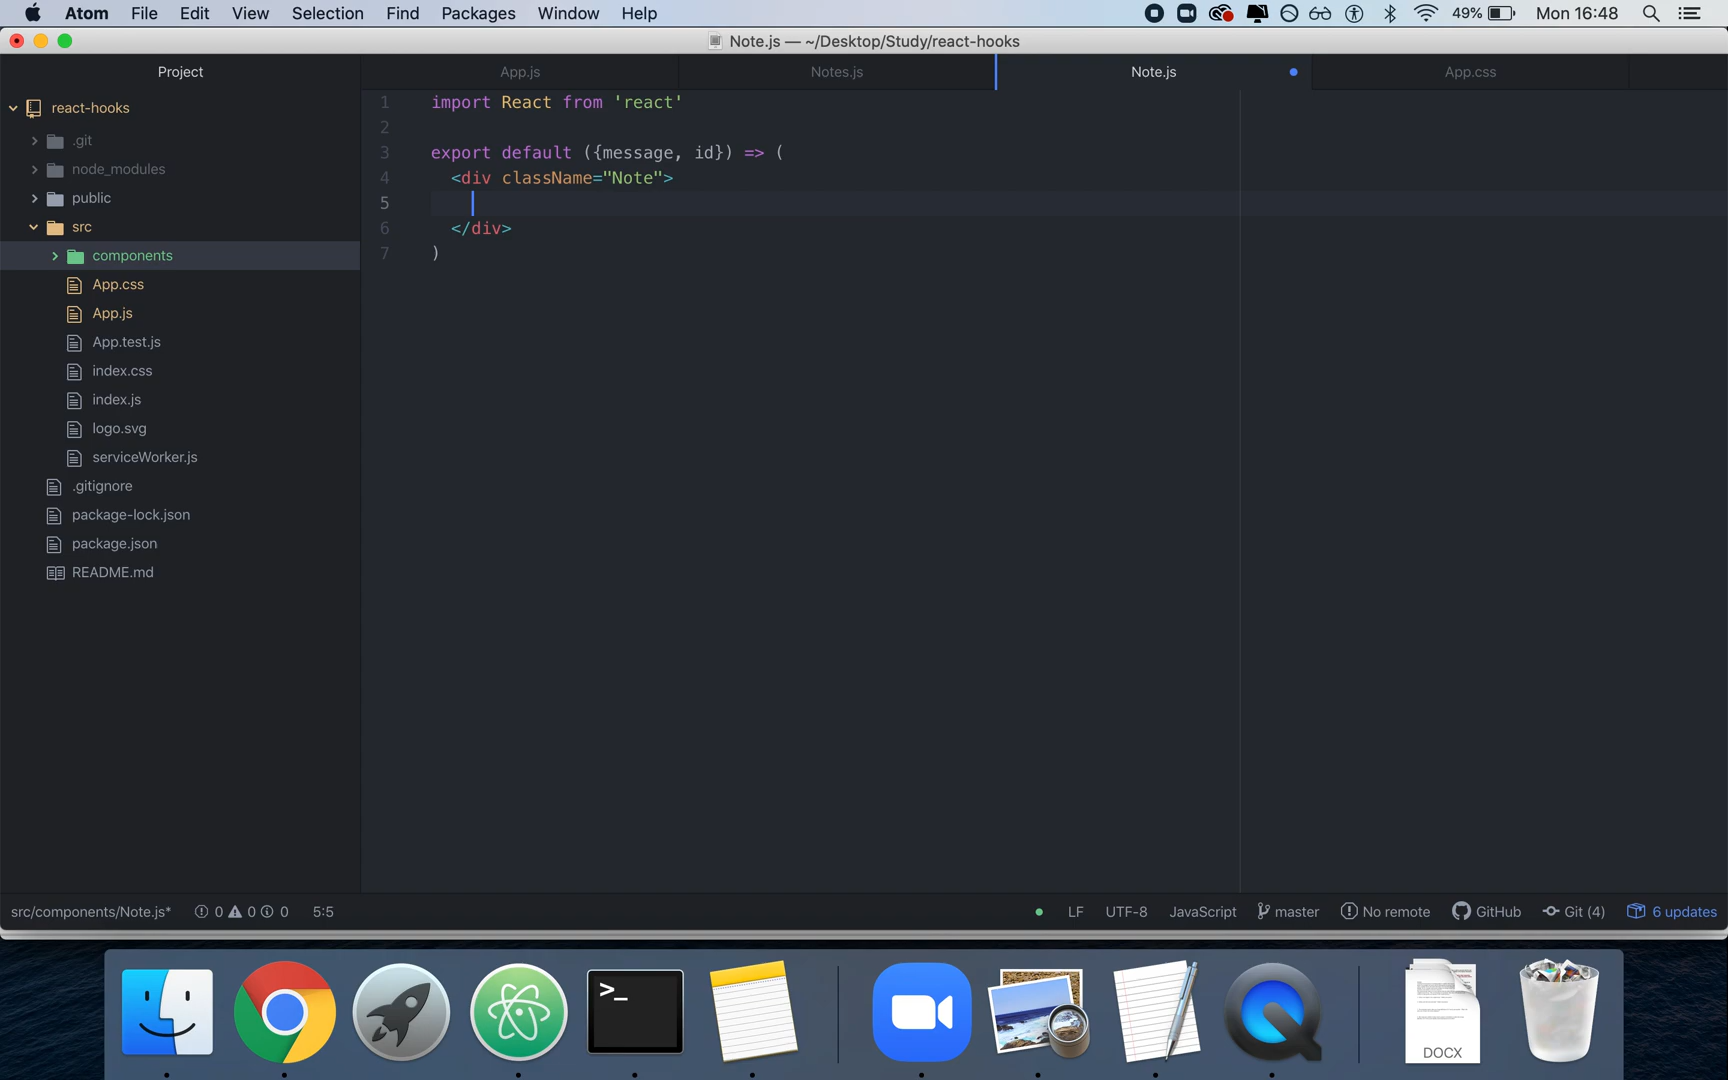 Atom File Edit View Selection Find Packages Window Help 49% Mon 16:48
Note.js — ~/Desktop/Study/react-hooks
Project
App.js
Notes.js
Note.js
App.css
react-hooks
.git
node_modules
public
src
components
App.css
App.js
App.test.js
index.css
index.js
logo.svg
serviceWorker.js
.gitignore
package-lock.json
package.json
README.md
1 import React from 'react'
2
3 export default ({message, id}) => (
4 <div className="Note">
5
6 </div>
7 )
src/components/Note.js* 0 0 0 5:5 LF UTF-8 JavaScript master No remote GitHub Git (4) 6 updates
>_
DOCX